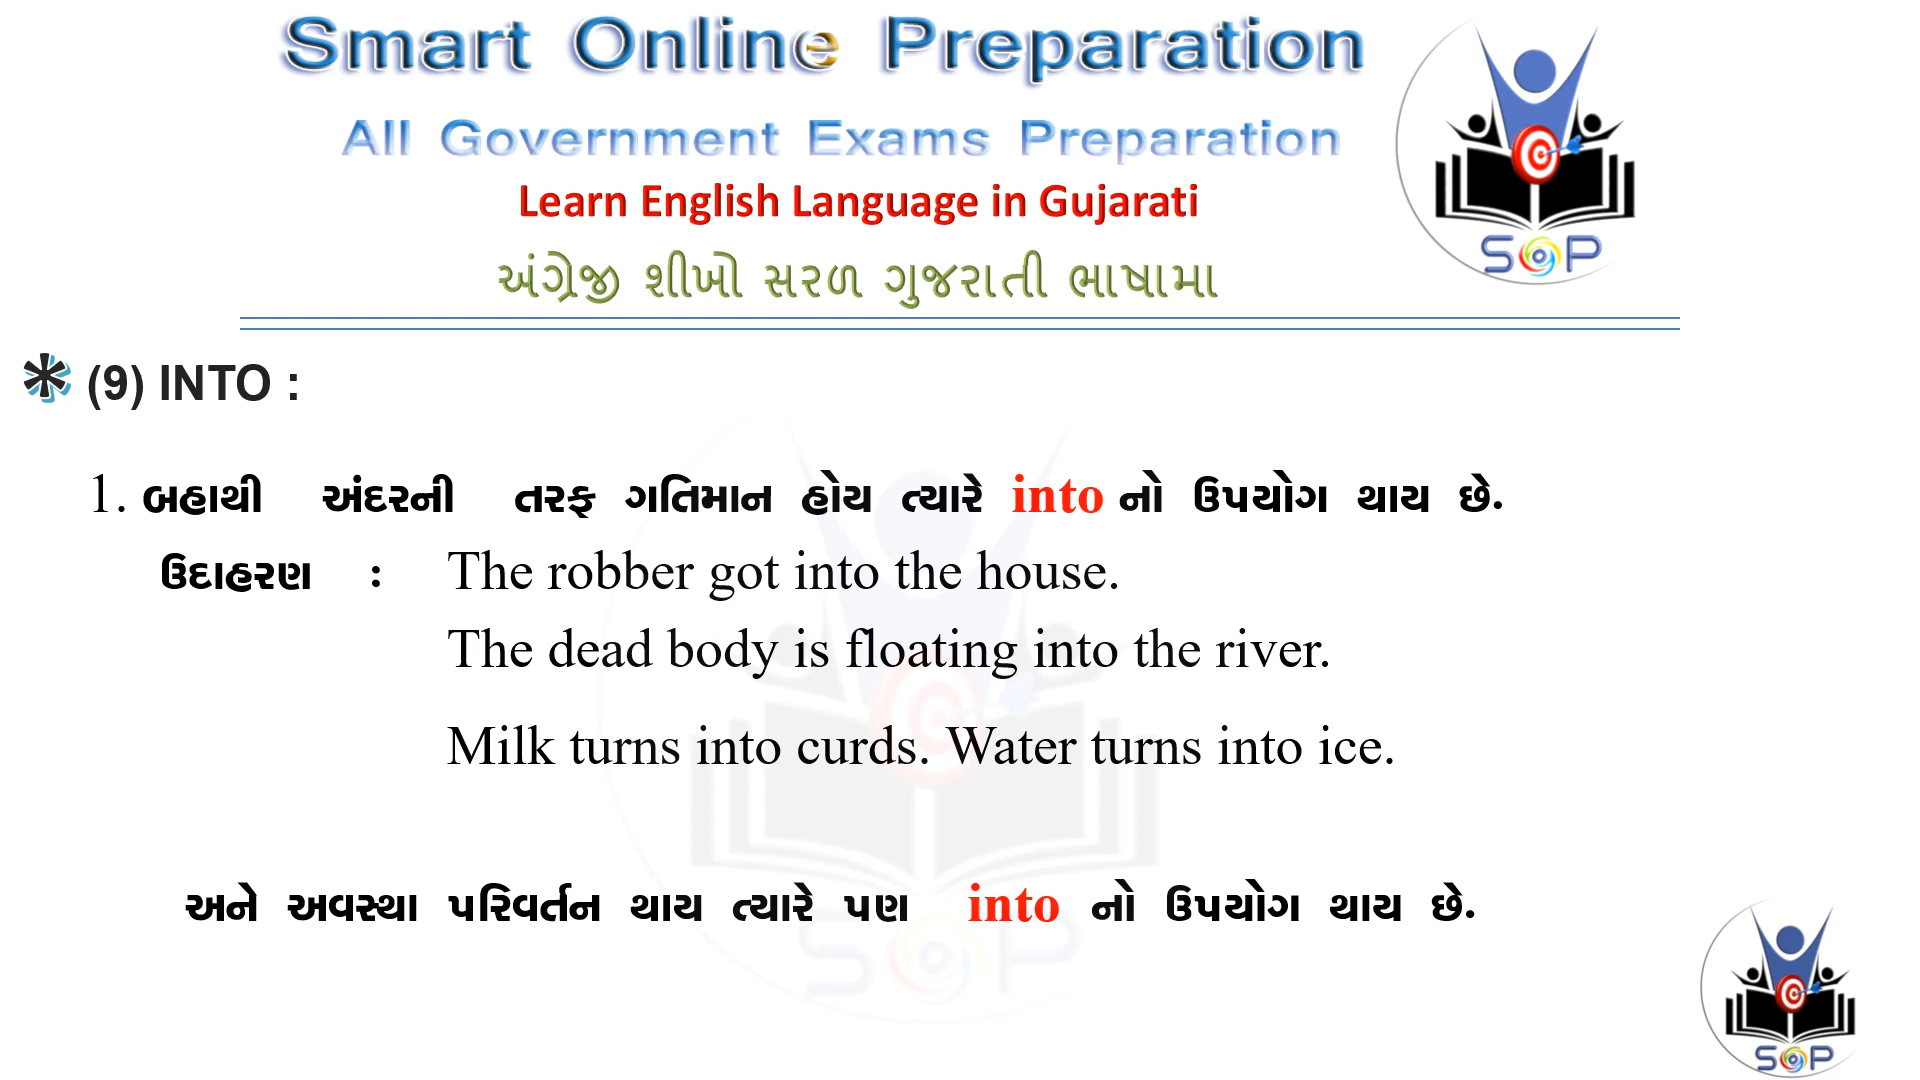 Smart Online Preparation
All Government Exams Preparation
Learn English Language in Gujarati
અંગ્રેજી શીખો સરળ ગુજરાતી ભાષામા
SOP
* (9) INTO :
1. બહાથી અંદરની તરફ ગતિમાન હોય ત્યારે into નો ઉપયોગ થાય છે.
ઉદાહરણ : The robber got into the house.
The dead body is floating into the river.
Milk turns into curds. Water turns into ice.
અને અવસ્થા પરિવર્તન થાય ત્યારે પણ into નો ઉપયોગ થાય છે.
SOP
SOP